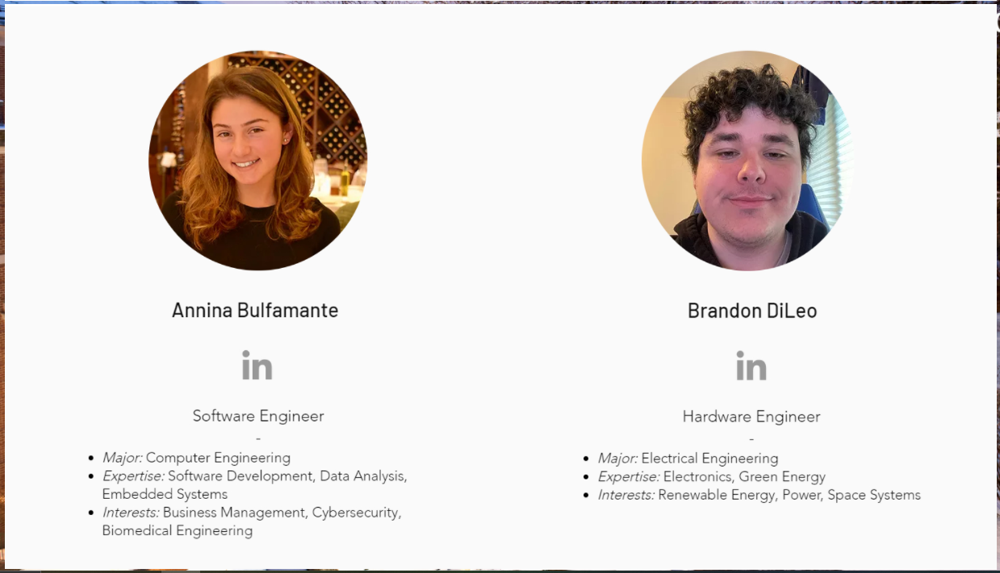 Annina Bulfamante
in
Software Engineer
-
• Major: Computer Engineering
• Expertise: Software Development, Data Analysis,
Embedded Systems
• Interests: Business Management, Cybersecurity,
Biomedical Engineering
Brandon DiLeo
in
Hardware Engineer
-
• Major: Electrical Engineering
• Expertise: Electronics, Green Energy
• Interests: Renewable Energy, Power, Space Systems